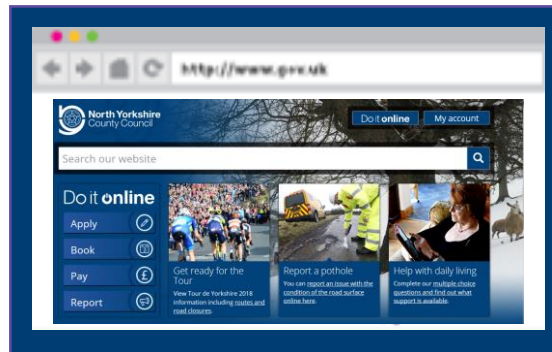 http://www.gov.uk
North Yorkshire
County Council
Do it online
My account
Search our website
Do it online
Apply
Book
Pay
Report
Get ready for the
Tour
View Tour de Yorkshire 2018
information including routes and
road closures.
Report a pothole
You can report an issue with the
condition of the road surface
online here.
Help with daily living
Complete our multiple choice
questions and find out what
support is available.